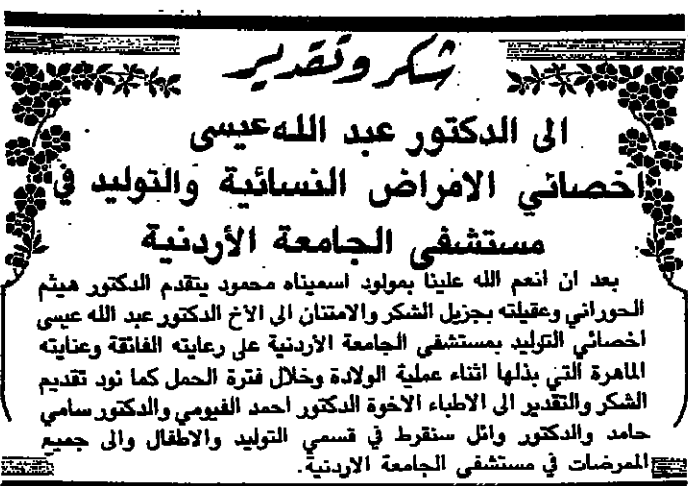 شكر وتقدير
الى الدكتور عبد الله عيسى
اخصائي الامراض النسائية والتوليد في
مستشفى الجامعة الأردنية
بعد ان انعم الله علينا بمولود اسميناه محمود يتقدم الدكتور هيثم
الحوراني وعقيلته بجزيل الشكر والامتنان الى الأخ الدكتور عبد الله عيسى
اخصائي التوليد بمستشفى الجامعة الأردنية على رعايته الفائقة وعنايته
الماهرة التي بذلها اثناء عملية الولادة وخلال فترة الحمل كما نود تقديم
الشكر والتقدير الى الاطباء الاخوة الدكتور احمد الفيومي والدكتور سامي
حامد والدكتور وائل سنقرط في قسمي التوليد والاطفال والى جميع
الممرضات في مستشفى الجامعة الاردنية.